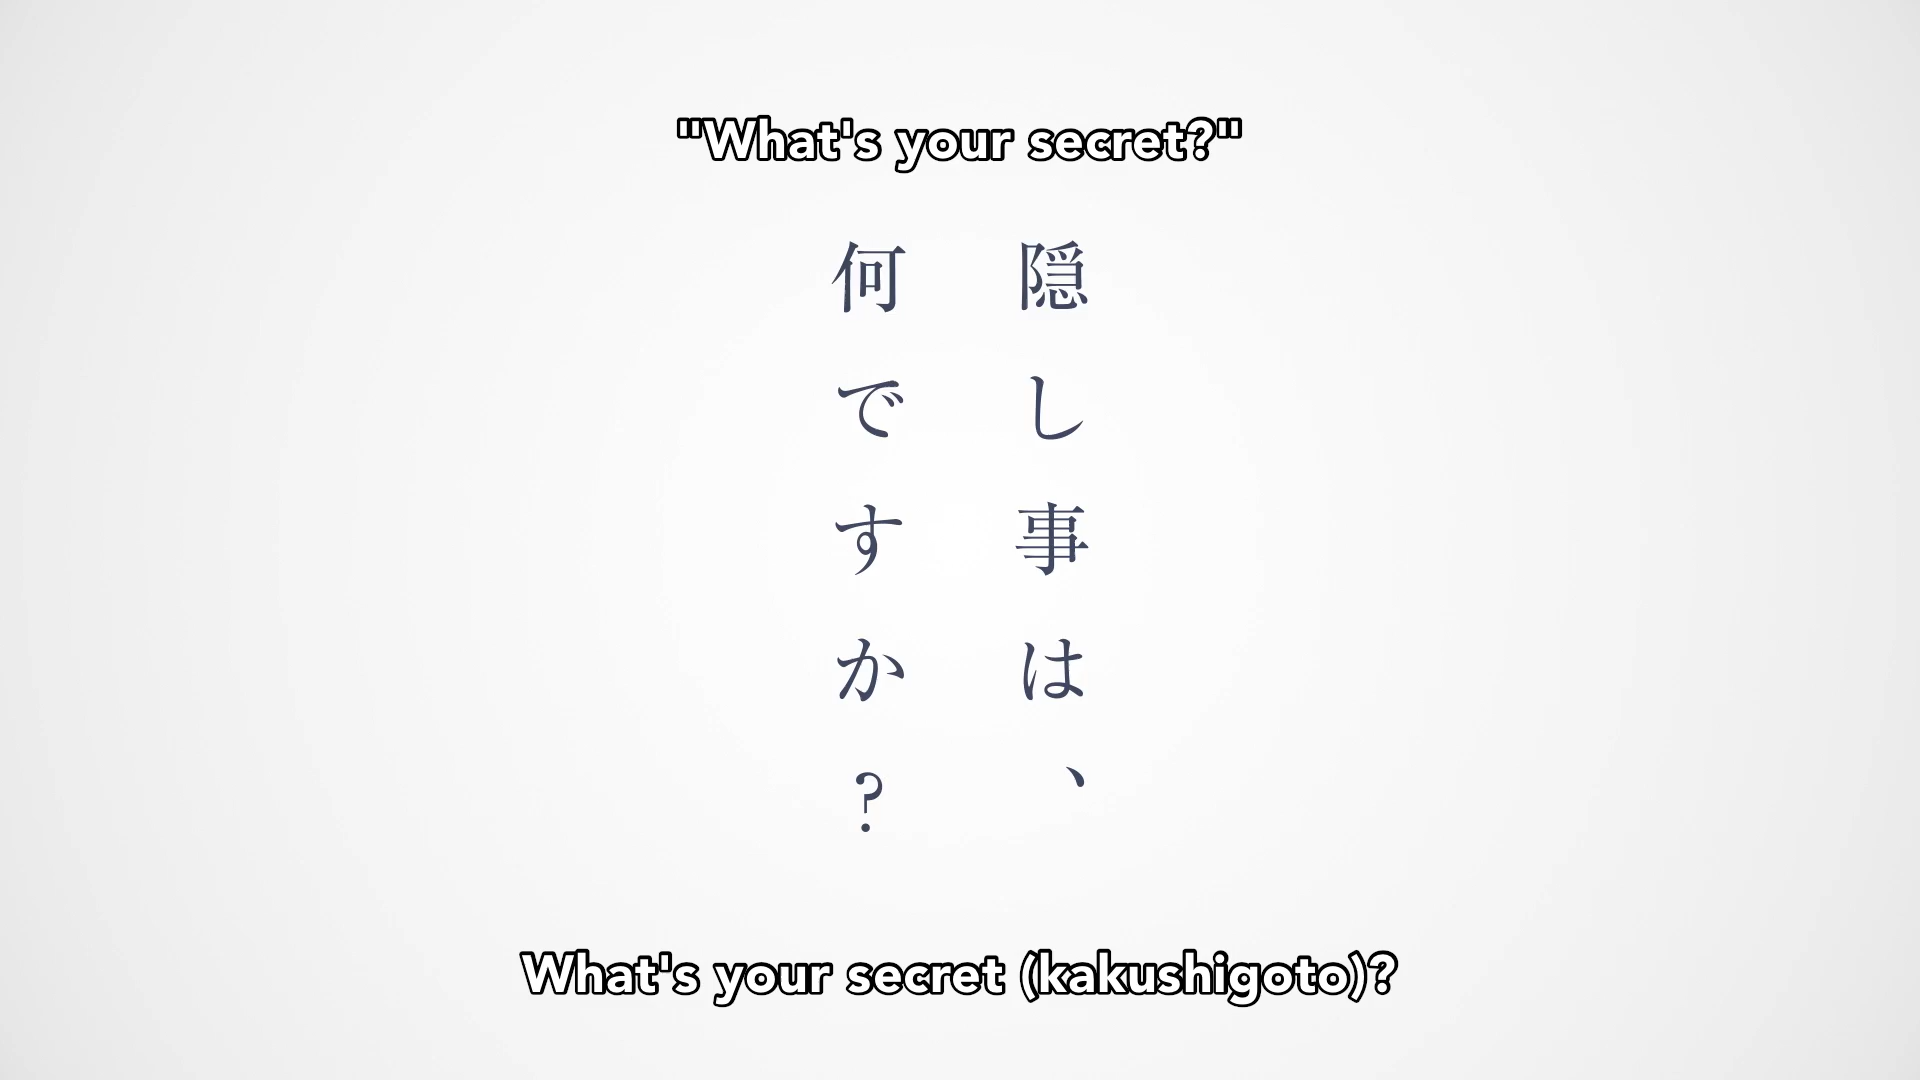 "What's your secret?"
隠し事は、
何ですか?
What's your secret (kakushigoto)?